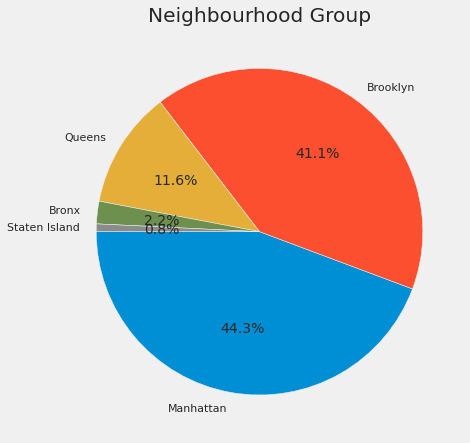 Neighbourhood Group
Brooklyn
41.1%
Queens
11.6%
Bronx
2.2%
Staten Island
0.8%
44.3%
Manhattan